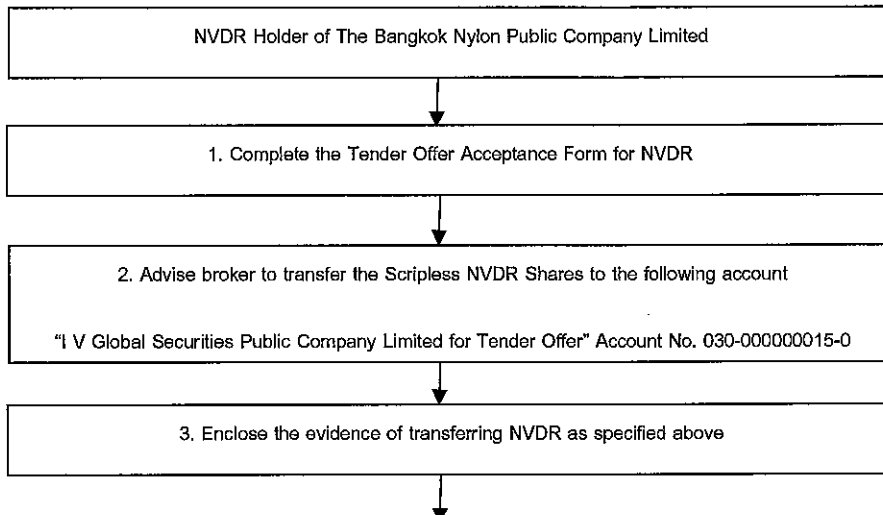 NVDR Holder of The Bangkok Nylon Public Company Limited
1. Complete the Tender Offer Acceptance Form for NVDR
2. Advise broker to transfer the Scripless NVDR Shares to the following account
"I V Global Securities Public Company Limited for Tender Offer" Account No. 030-000000015-0
3. Enclose the evidence of transferring NVDR as specified above